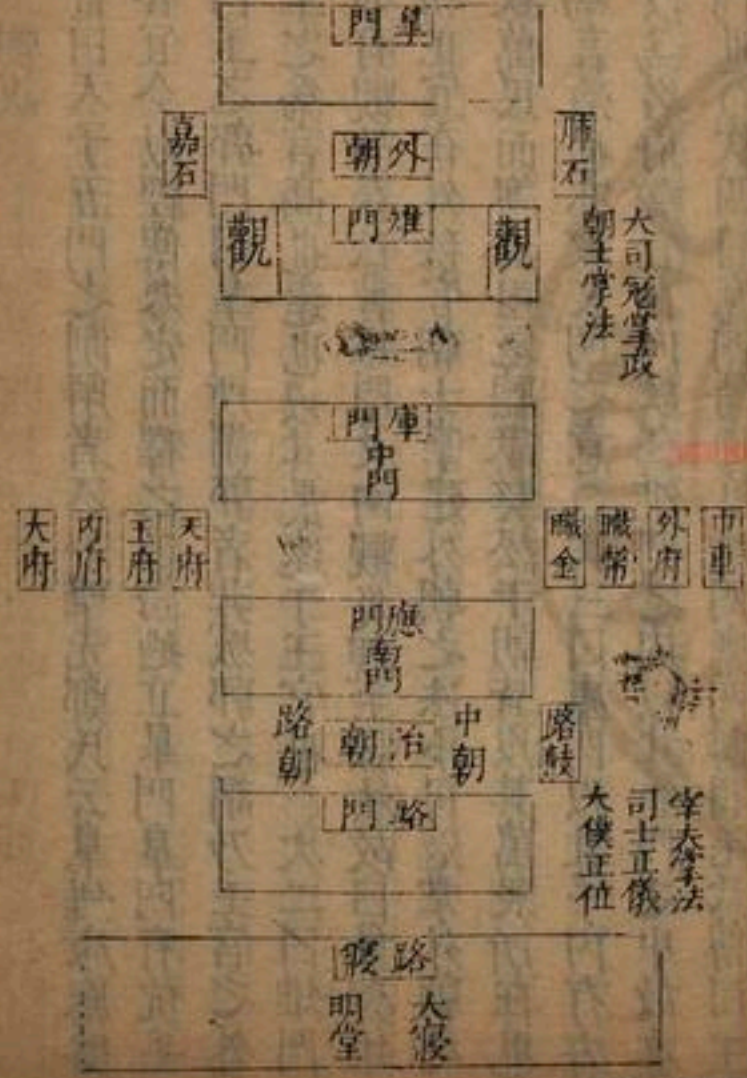 皐門
肺石
外朝
嘉石
大司寇掌政
朝士掌法
觀
雉門
觀
庫門
中門
巾車
外府
職幣
職金
天府
玉府
內府
大府
應門
南門
路鼓
中朝
治朝
路朝
宰夫掌法
司士正儀
大僕正位
路門
路寢
大寢
明堂